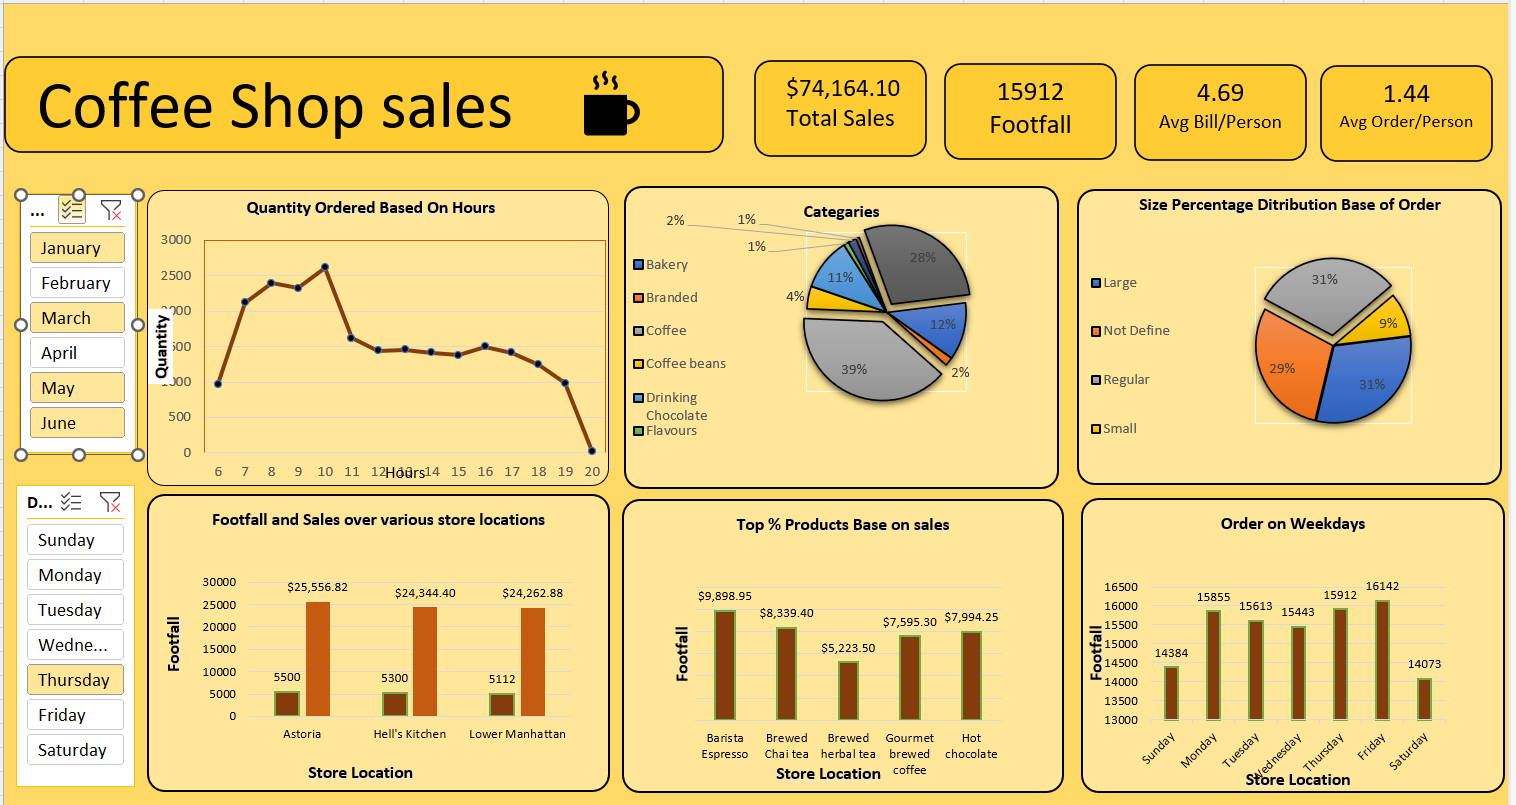 Coffee Shop sales
$74,164.10
Total Sales
15912
Footfall
4.69
Avg Bill/Person
1.44
Avg Order/Person
...
January
February
March
April
May
June
D...
Sunday
Monday
Tuesday
Wedne...
Thursday
Friday
Saturday
Quantity Ordered Based On Hours
3000
2500
2000
1500
1000
500
0
Quantity
6 7 8 9 10 11 12 13 14 15 16 17 18 19 20
Hours
Categaries
Bakery
Branded
Coffee
Coffee beans
Drinking
Chocolate
Flavours
2%
1%
1%
28%
11%
4%
12%
39%
2%
Size Percentage Ditribution Base of Order
Large
Not Define
Regular
Small
31%
9%
29%
31%
Footfall and Sales over various store locations
30000
25000
20000
15000
10000
5000
0
Footfall
$25,556.82
$24,344.40
$24,262.88
5500
5300
5112
Astoria
Hell's Kitchen
Lower Manhattan
Store Location
Top % Products Base on sales
Footfall
$9,898.95
$8,339.40
$5,223.50
$7,595.30
$7,994.25
Barista
Espresso
Brewed
Chai tea
Brewed
herbal tea
Gourmet
brewed
coffee
Hot
chocolate
Store Location
Order on Weekdays
16500
16000
15500
15000
14500
14000
13500
13000
Footfall
14384
15855
15613
15443
15912
16142
14073
Sunday
Monday
Tuesday
Wednesday
Thursday
Friday
Saturday
Store Location